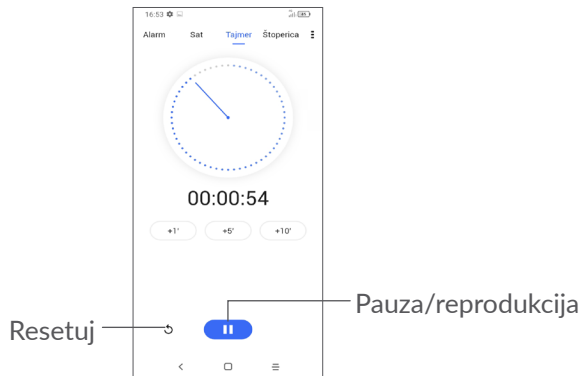 16:53
Alarm Sat Tajmer Štoperica
00:00:54
+1' +5' +10'
Pauza/reprodukcija
Resetuj